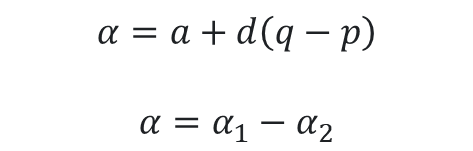 α = a + d(q − p)
α = α₁ − α₂